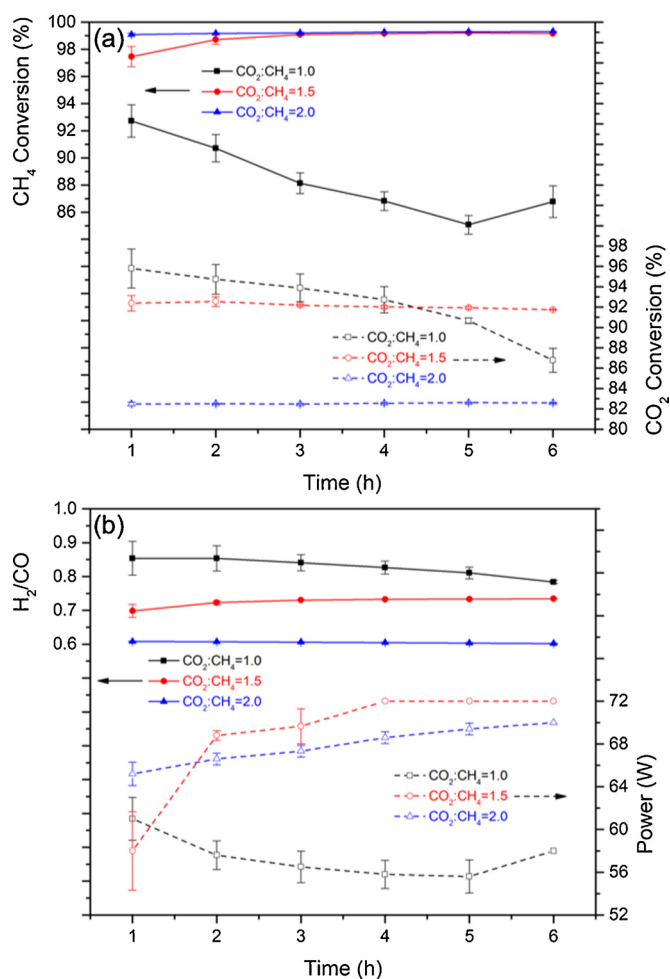 (a)
CH₄ Conversion (%)
100
98
96
94
92
90
88
86
CO₂:CH₄=1.0
CO₂:CH₄=1.5
CO₂:CH₄=2.0
CO₂ Conversion (%)
98
96
94
92
90
88
86
84
82
80
CO₂:CH₄=1.0
CO₂:CH₄=1.5
CO₂:CH₄=2.0
1 2 3 4 5 6
Time (h)
(b)
H₂/CO
1.0
0.9
0.8
0.7
0.6
CO₂:CH₄=1.0
CO₂:CH₄=1.5
CO₂:CH₄=2.0
Power (W)
72
68
64
60
56
52
CO₂:CH₄=1.0
CO₂:CH₄=1.5
CO₂:CH₄=2.0
1 2 3 4 5 6
Time (h)